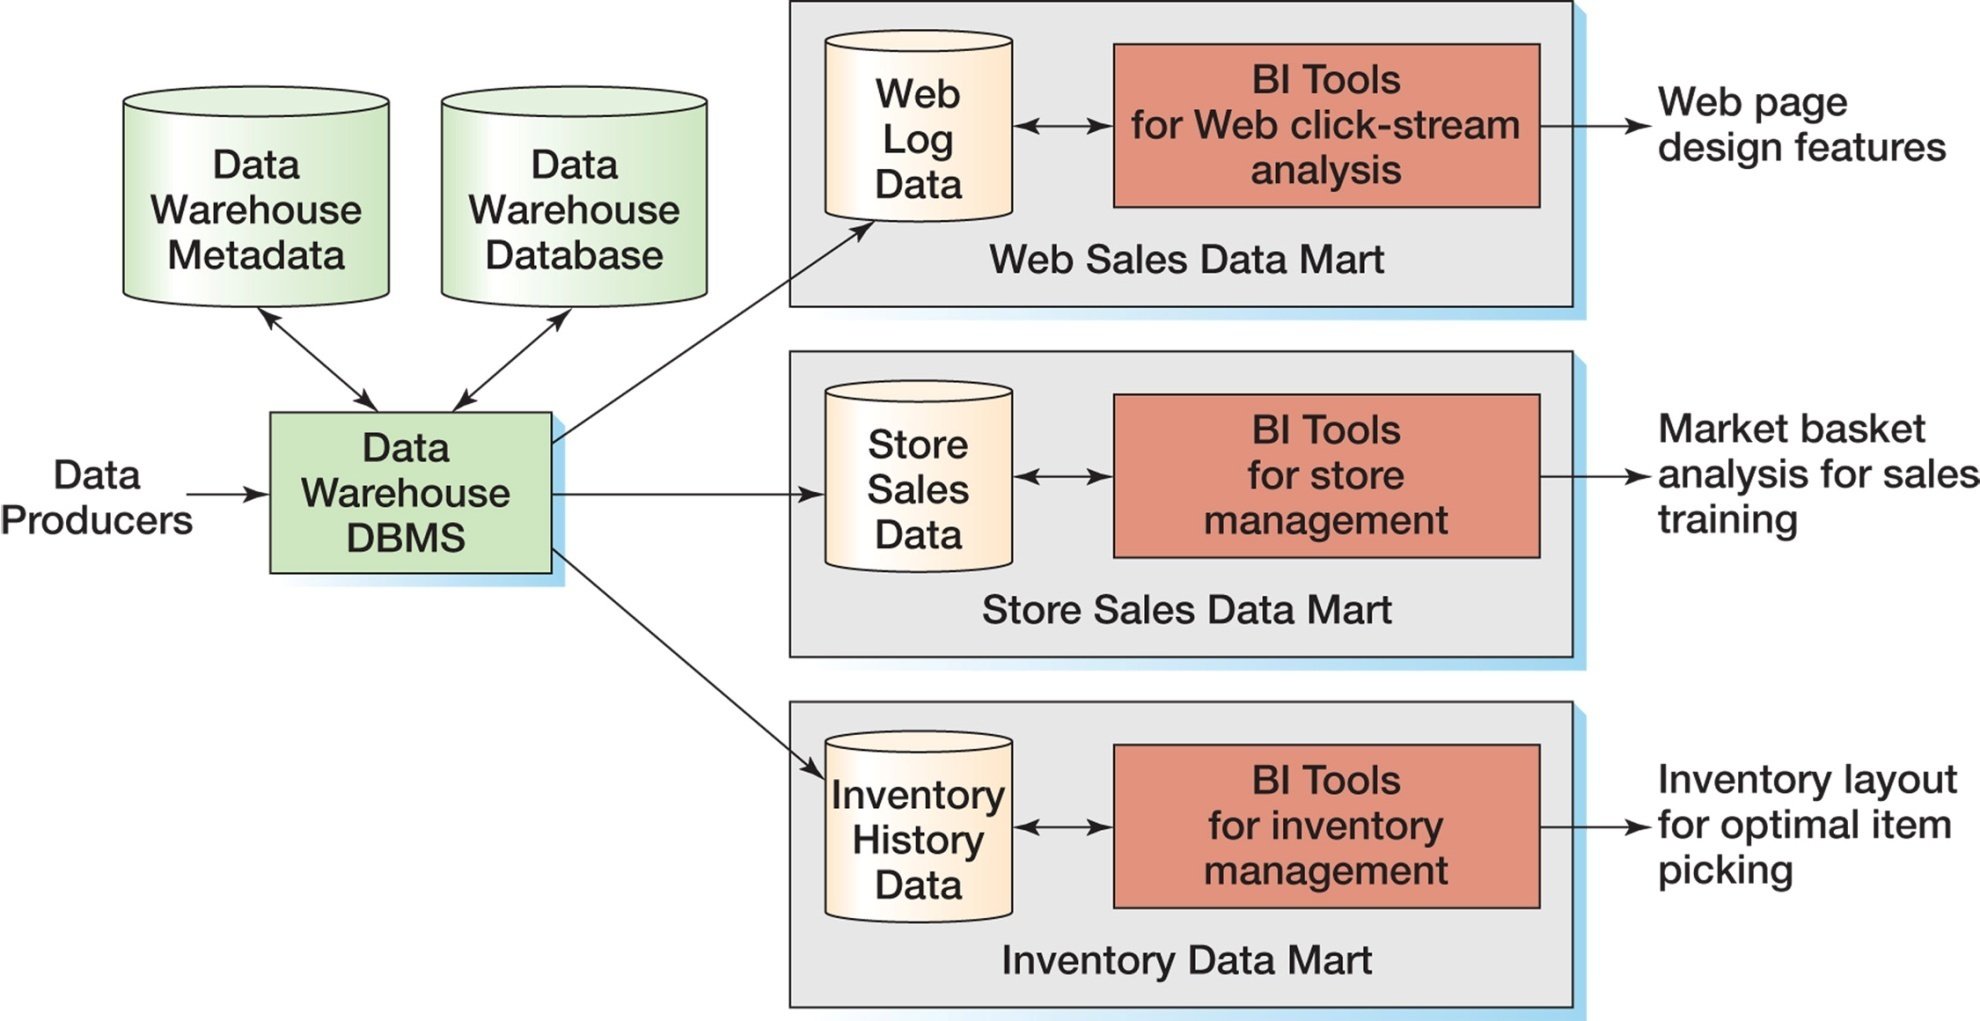 Data
Warehouse
Metadata
Data
Warehouse
Database
Data
Producers
Data
Warehouse
DBMS
Web
Log
Data
BI Tools
for Web click-stream
analysis
Web Sales Data Mart
Web page
design features
Store
Sales
Data
BI Tools
for store
management
Store Sales Data Mart
Market basket
analysis for sales
training
Inventory
History
Data
BI Tools
for inventory
management
Inventory Data Mart
Inventory layout
for optimal item
picking